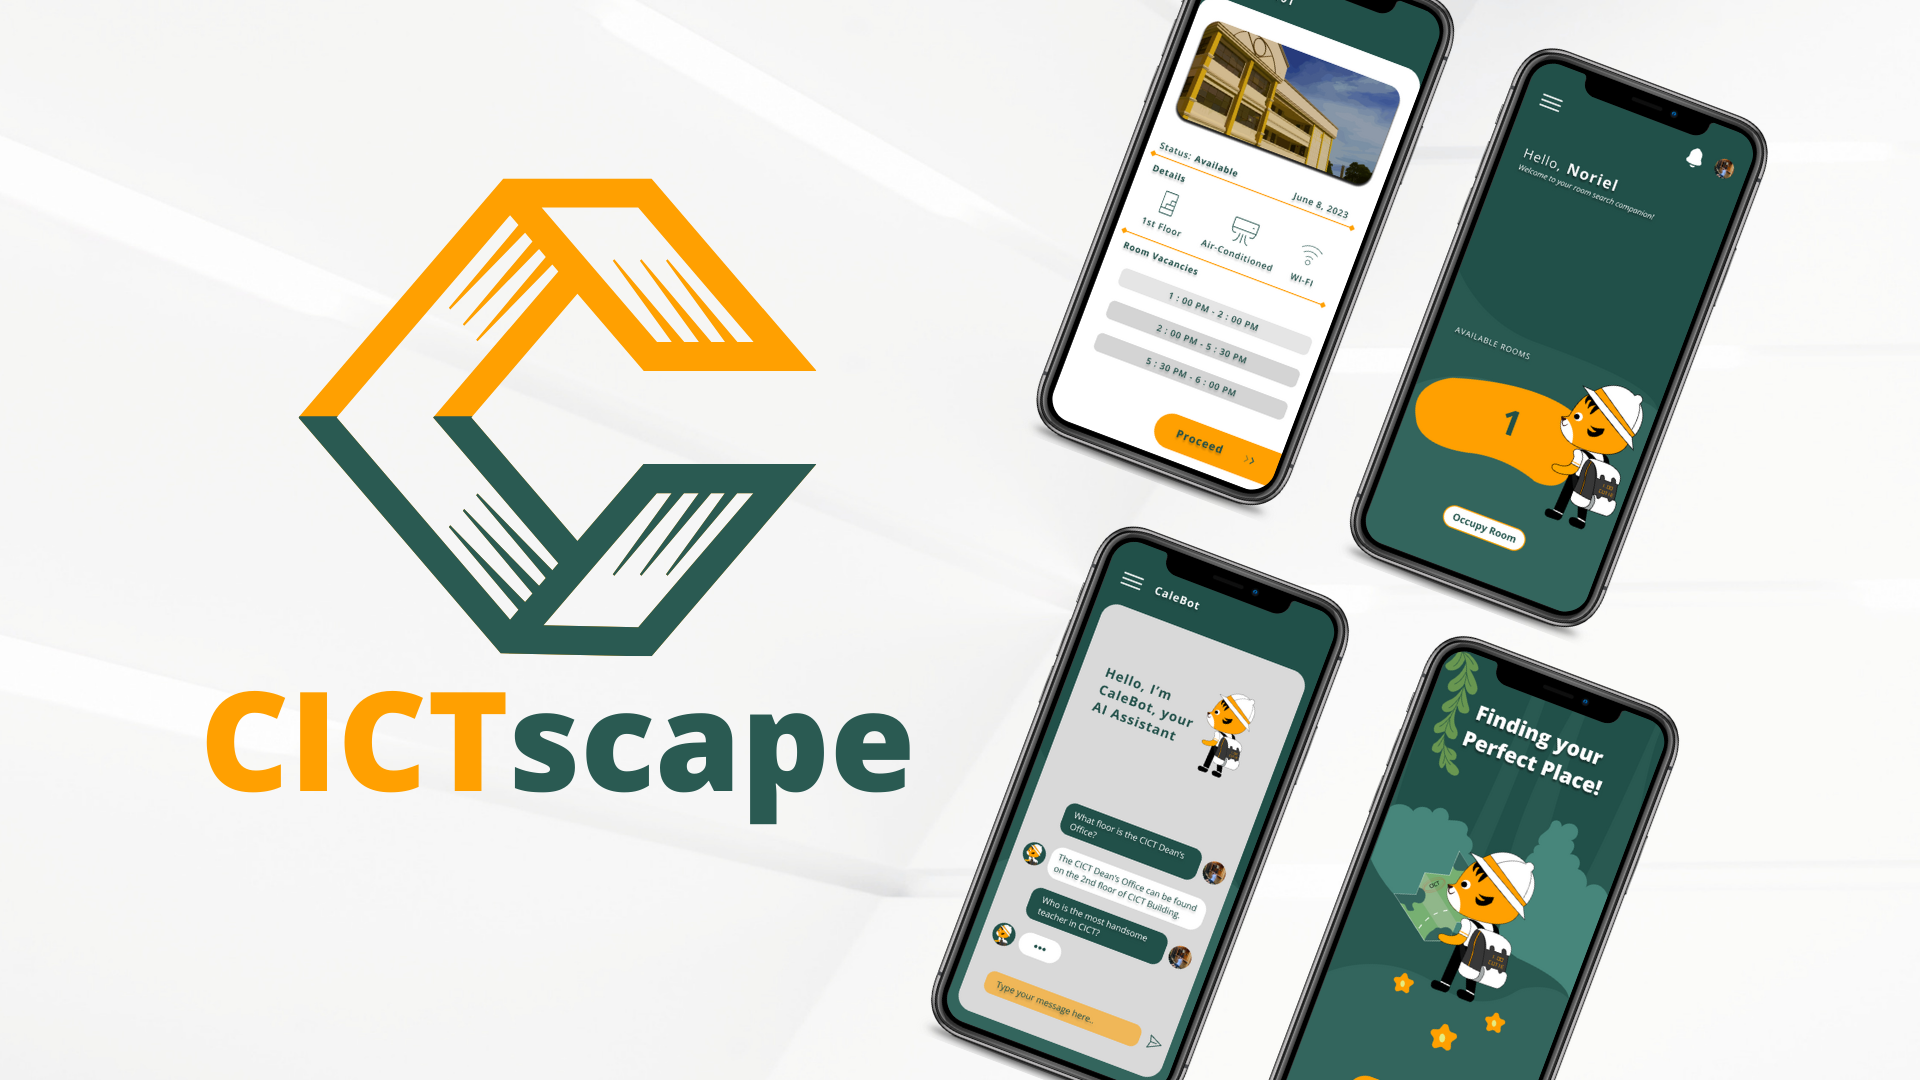 CICTscape
Status: Available
June 8, 2023
Details
1st Floor
Air-Conditioned
Wi-Fi
Room Vacancies
1 : 00 PM - 2 : 00 PM
2 : 00 PM - 5 : 30 PM
5 : 30 PM - 6 : 00 PM
Proceed
Hello, Noriel
Welcome to your room search companion!
AVAILABLE ROOMS
1
Occupy Room
CaleBot
Hello, I'm
CaleBot, your
AI Assistant
What floor is the CICT Dean's
Office?
The CICT Dean's Office can be found
on the 2nd floor of CICT Building.
Who is the most handsome
teacher in CICT?
Type your message here..
Finding your
Perfect Place!
CICT